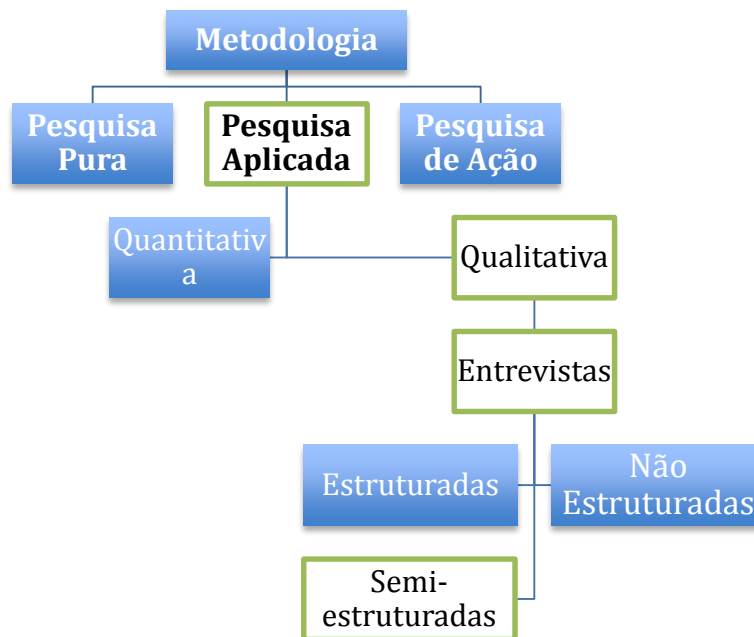 Metodologia
Pesquisa
Pura
Pesquisa
Aplicada
Pesquisa
de Ação
Quantitativ
a
Qualitativa
Entrevistas
Estruturadas
Não
Estruturadas
Semi-
estruturadas